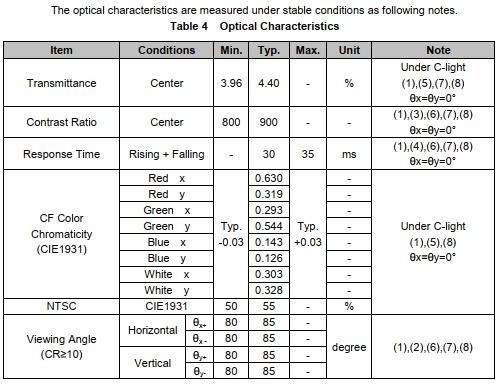 The optical characteristics are measured under stable conditions as following notes.
Table 4 Optical Characteristics
Item Conditions Min. Typ. Max. Unit Note
Transmittance Center 3.96 4.40 - % Under C-light
(1),(5),(7),(8)
θx=θy=0°
Contrast Ratio Center 800 900 - - (1),(3),(6),(7),(8)
θx=θy=0°
Response Time Rising + Falling - 30 35 ms (1),(4),(6),(7),(8)
θx=θy=0°
CF Color
Chromaticity
(CIE1931)
Red x 0.630 -
Red y 0.319 -
Green x 0.293 -
Green y 0.544 -
Blue x 0.143 -
Blue y 0.126 -
White x 0.303 -
White y 0.328 -
Typ.
-0.03
Typ.
+0.03
Under C-light
(1),(5),(8)
θx=θy=0°
NTSC CIE1931 50 55 - %
Viewing Angle
(CR≥10)
Horizontal
θx+ 80 85 -
θx- 80 85 -
Vertical
θy+ 80 85 -
θy- 80 85 -
degree
(1),(2),(6),(7),(8)